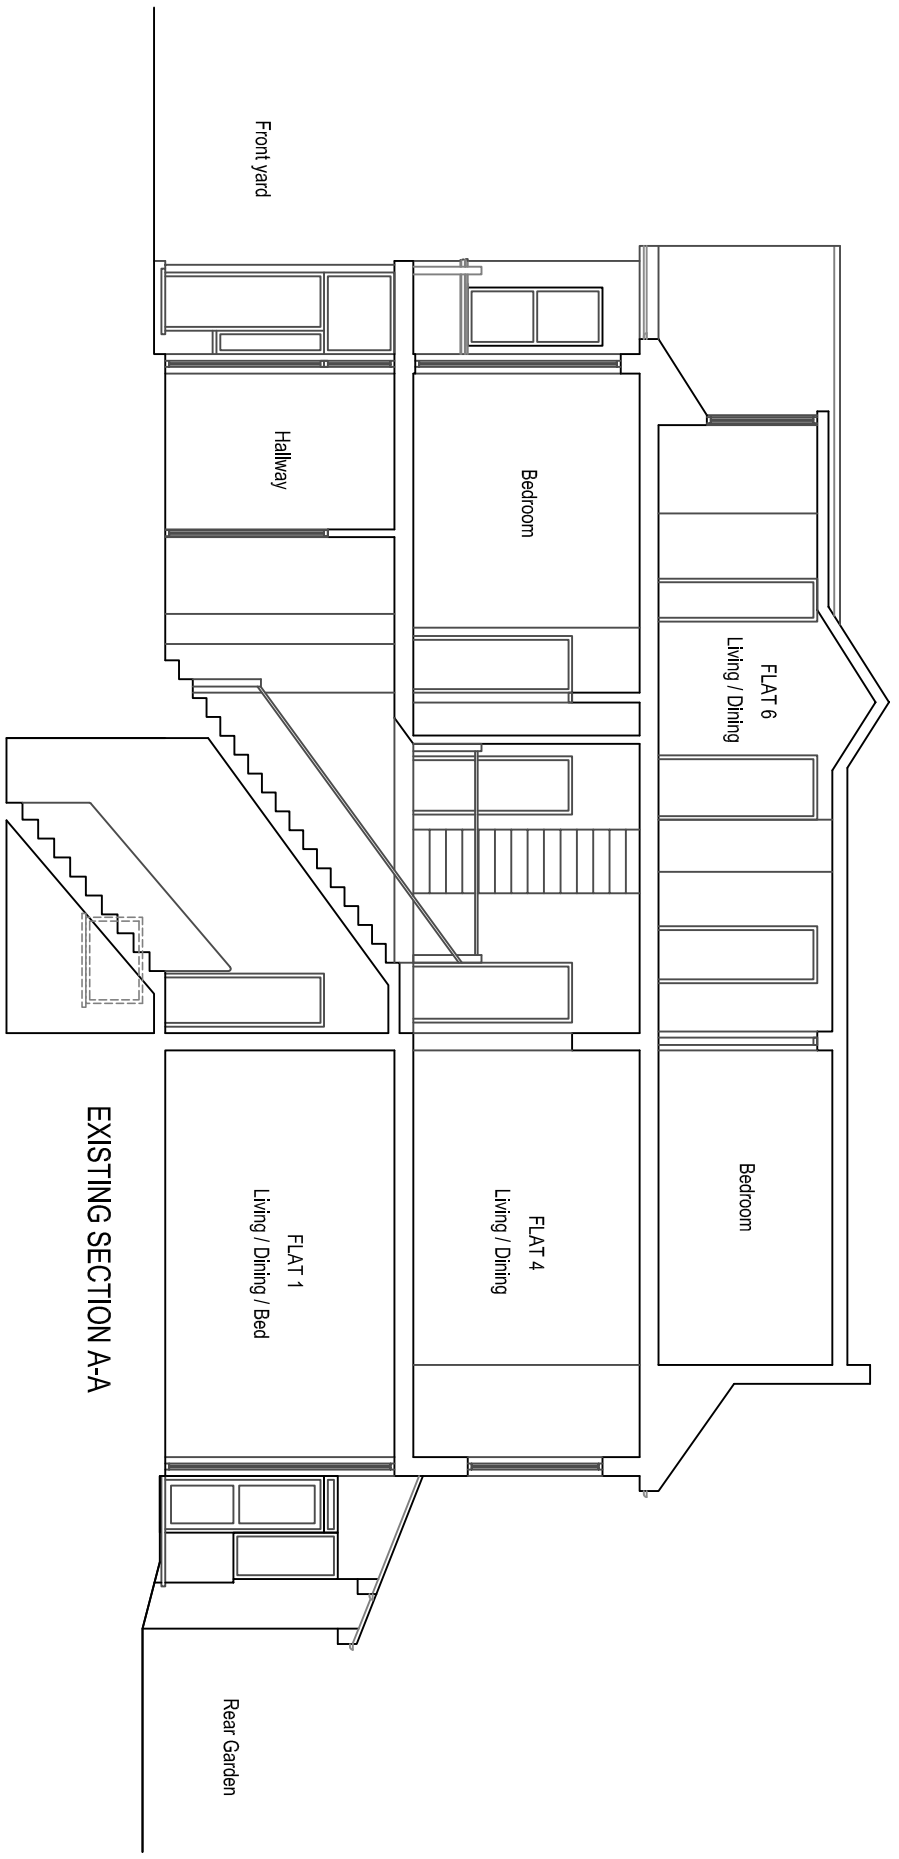 FLAT 6
Living / Dining
Bedroom
Bedroom
FLAT 4
Living / Dining
Front yard
Hallway
FLAT 1
Living / Dining / Bed
Rear Garden
EXISTING SECTION A-A